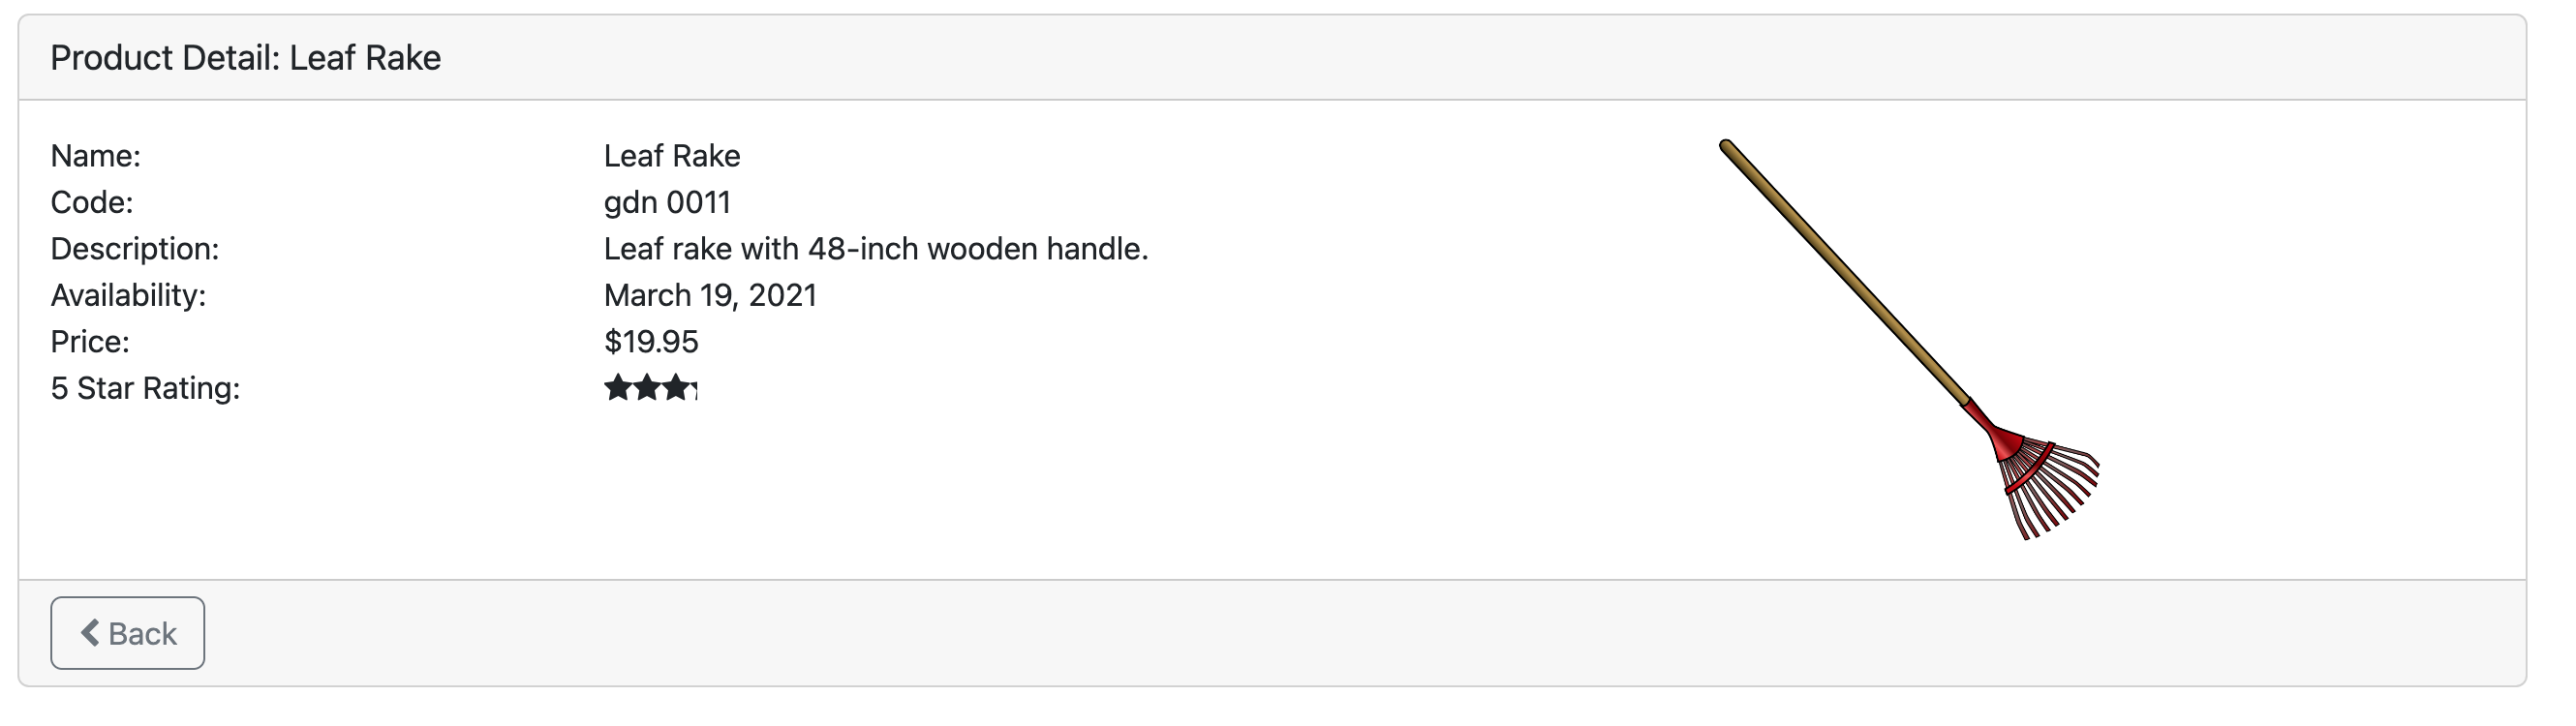 Product Detail: Leaf Rake
Name: Leaf Rake
Code: gdn 0011
Description: Leaf rake with 48-inch wooden handle.
Availability: March 19, 2021
Price: $19.95
5 Star Rating:
Back